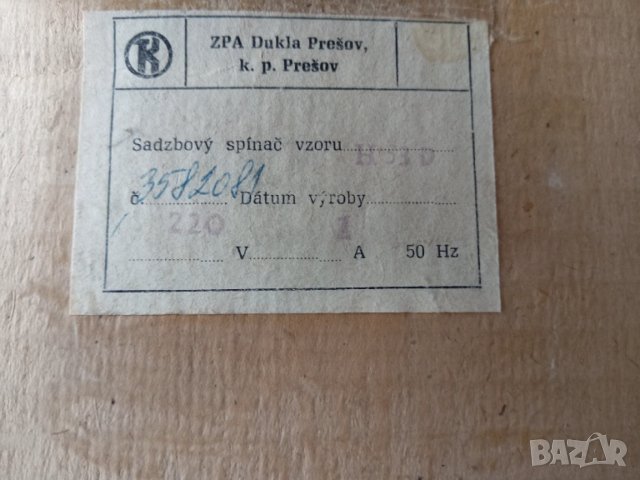 ZPA Dukla Prešov,
k. p. Prešov
Sadzbový spínač vzoru
č. 3582081 Dátum výroby
220 V 1 A 50 Hz
BAZAR